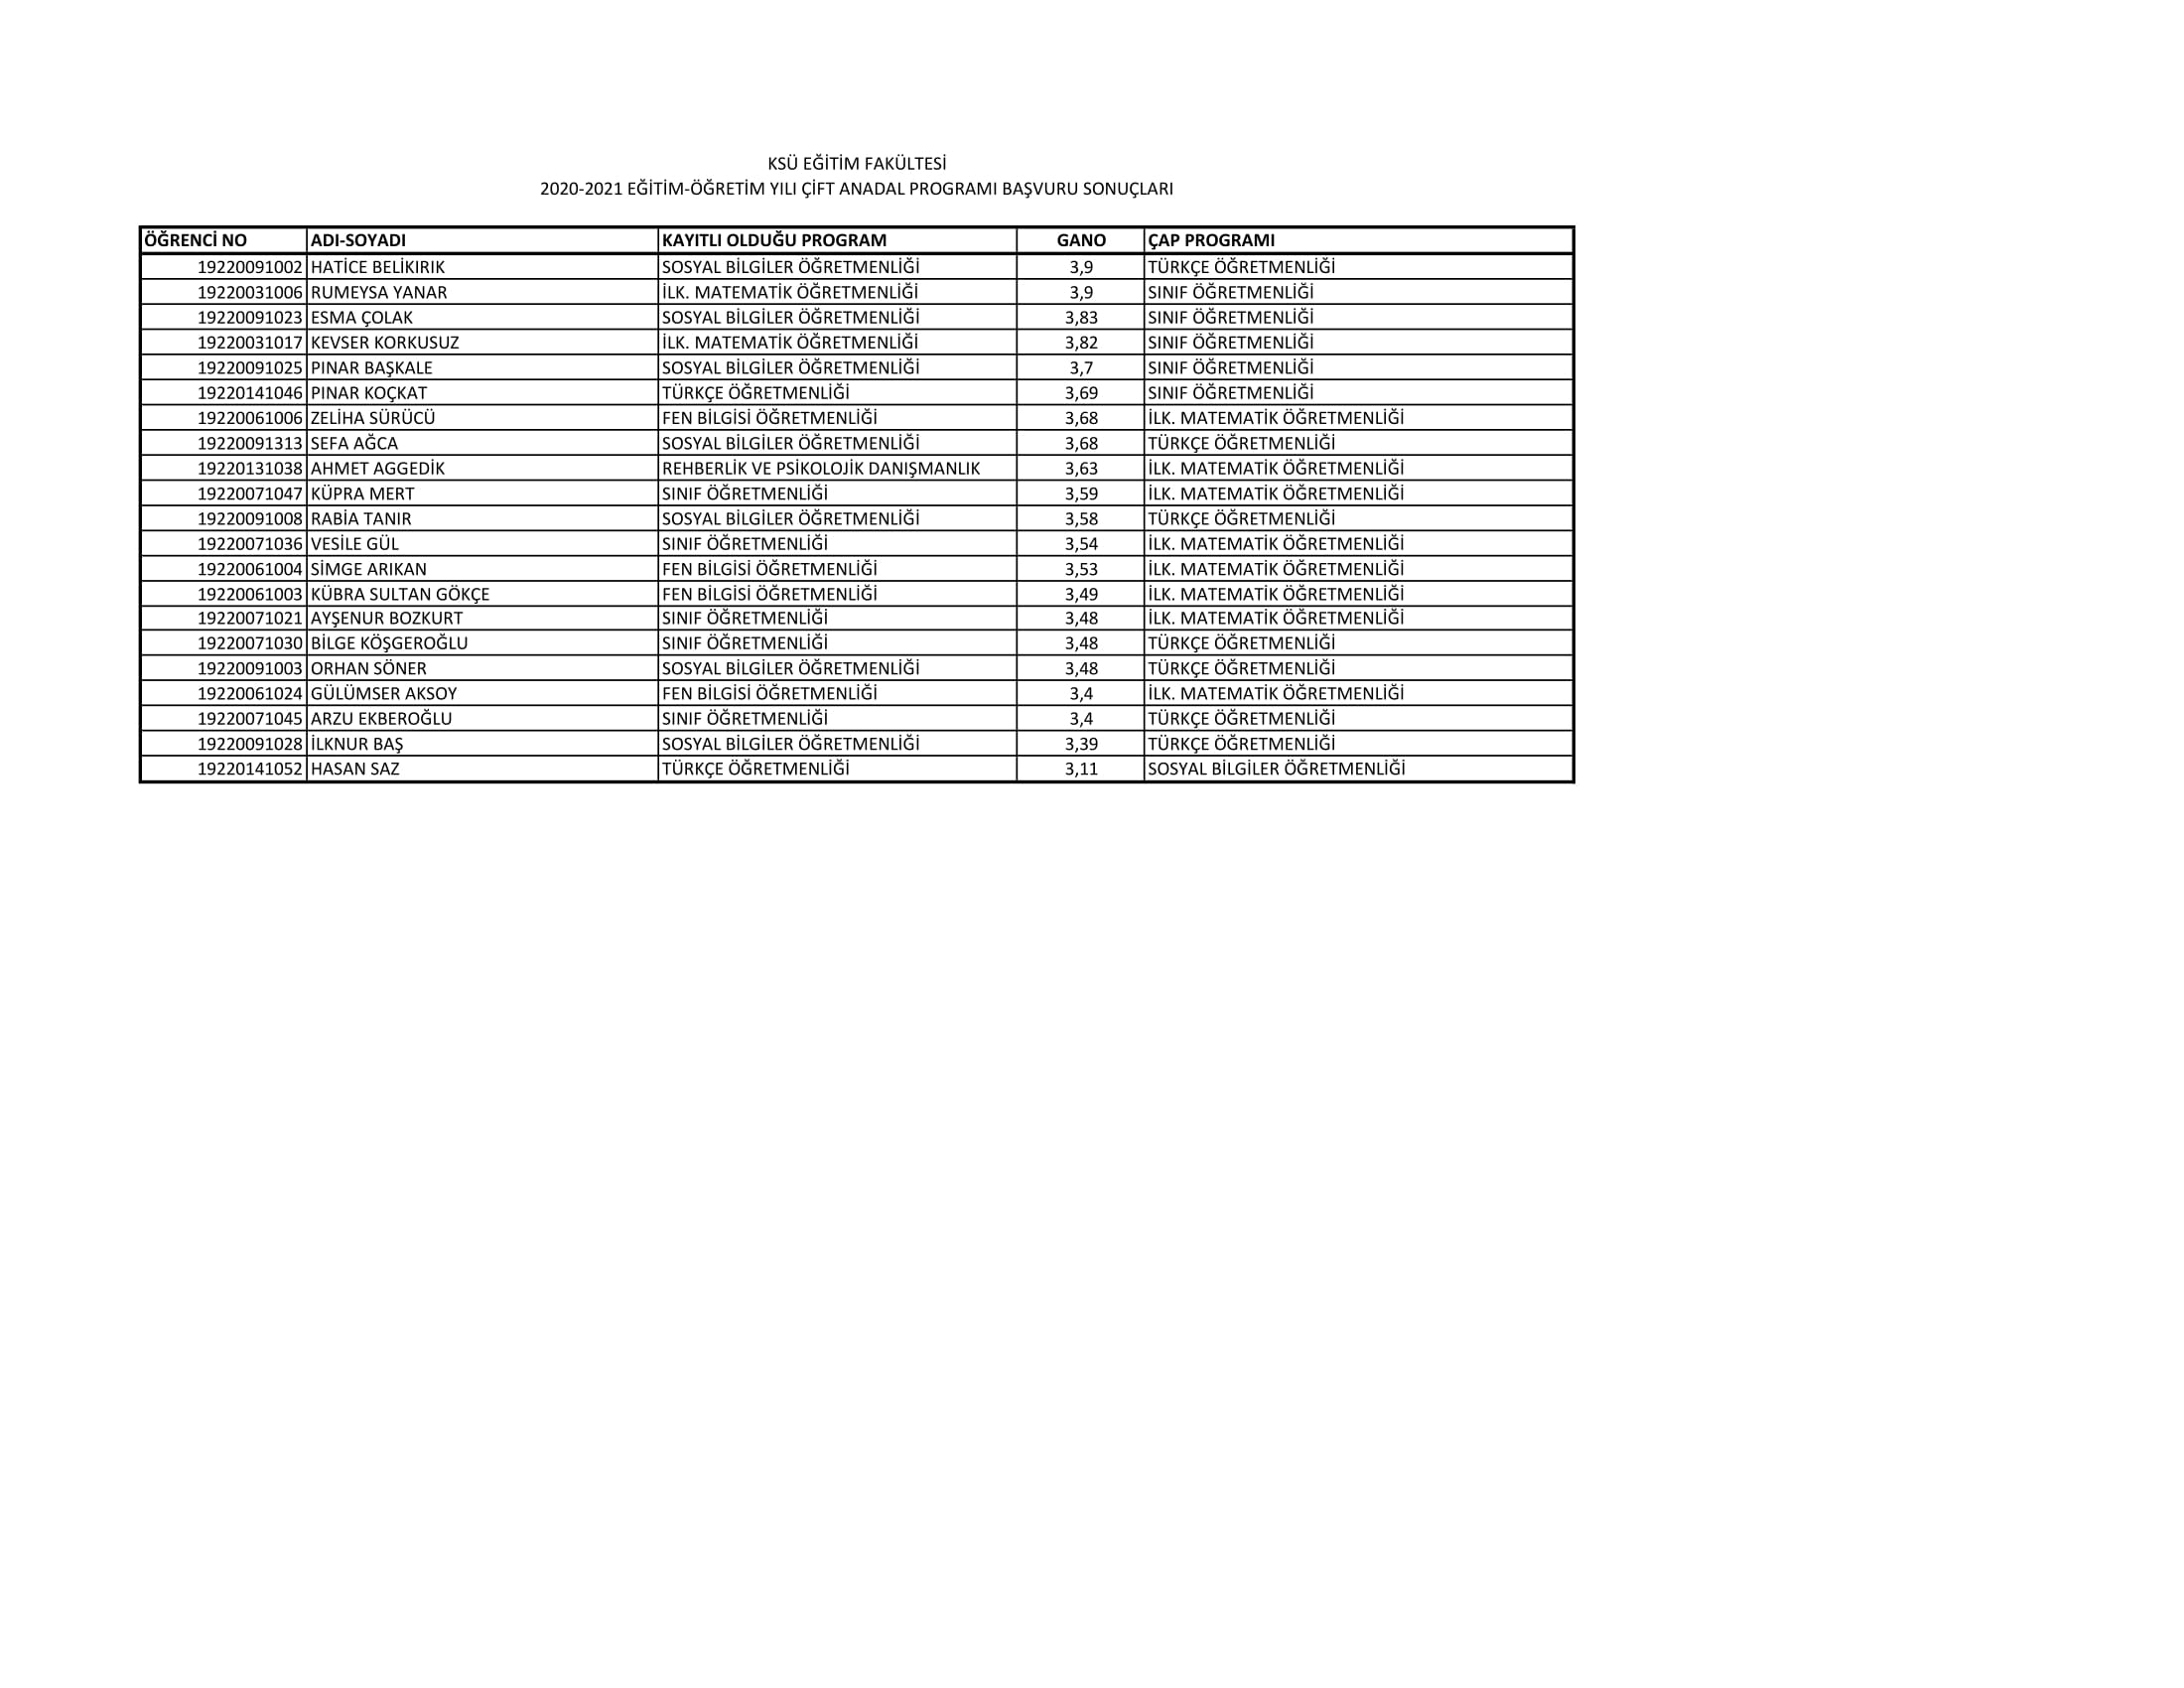 KSÜ EĞİTİM FAKÜLTESİ
2020-2021 EĞİTİM-ÖĞRETİM YILI ÇİFT ANADAL PROGRAMI BAŞVURU SONUÇLARI
ÖĞRENCİ NO ADI-SOYADI KAYITLI OLDUĞU PROGRAM GANO ÇAP PROGRAMI
19220091002 HATİCE BELİKIRIK SOSYAL BİLGİLER ÖĞRETMENLİĞİ 3,9 TÜRKÇE ÖĞRETMENLİĞİ
19220031006 RUMEYSA YANAR İLK. MATEMATİK ÖĞRETMENLİĞİ 3,9 SINIF ÖĞRETMENLİĞİ
19220091023 ESMA ÇOLAK SOSYAL BİLGİLER ÖĞRETMENLİĞİ 3,83 SINIF ÖĞRETMENLİĞİ
19220031017 KEVSER KORKUSUZ İLK. MATEMATİK ÖĞRETMENLİĞİ 3,82 SINIF ÖĞRETMENLİĞİ
19220091025 PINAR BAŞKALE SOSYAL BİLGİLER ÖĞRETMENLİĞİ 3,7 SINIF ÖĞRETMENLİĞİ
19220141046 PINAR KOÇKAT TÜRKÇE ÖĞRETMENLİĞİ 3,69 SINIF ÖĞRETMENLİĞİ
19220061006 ZELİHA SÜRÜCÜ FEN BİLGİSİ ÖĞRETMENLİĞİ 3,68 İLK. MATEMATİK ÖĞRETMENLİĞİ
19220091313 SEFA AĞCA SOSYAL BİLGİLER ÖĞRETMENLİĞİ 3,68 TÜRKÇE ÖĞRETMENLİĞİ
19220131038 AHMET AGGEDİK REHBERLİK VE PSİKOLOJİK DANIŞMANLIK 3,63 İLK. MATEMATİK ÖĞRETMENLİĞİ
19220071047 KÜPRA MERT SINIF ÖĞRETMENLİĞİ 3,59 İLK. MATEMATİK ÖĞRETMENLİĞİ
19220091008 RABİA TANIR SOSYAL BİLGİLER ÖĞRETMENLİĞİ 3,58 TÜRKÇE ÖĞRETMENLİĞİ
19220071036 VESİLE GÜL SINIF ÖĞRETMENLİĞİ 3,54 İLK. MATEMATİK ÖĞRETMENLİĞİ
19220061004 SİMGE ARIKAN FEN BİLGİSİ ÖĞRETMENLİĞİ 3,53 İLK. MATEMATİK ÖĞRETMENLİĞİ
19220061003 KÜBRA SULTAN GÖKÇE FEN BİLGİSİ ÖĞRETMENLİĞİ 3,49 İLK. MATEMATİK ÖĞRETMENLİĞİ
19220071021 AYŞENUR BOZKURT SINIF ÖĞRETMENLİĞİ 3,48 İLK. MATEMATİK ÖĞRETMENLİĞİ
19220071030 BİLGE KÖŞGEROĞLU SINIF ÖĞRETMENLİĞİ 3,48 TÜRKÇE ÖĞRETMENLİĞİ
19220091003 ORHAN SÖNER SOSYAL BİLGİLER ÖĞRETMENLİĞİ 3,48 TÜRKÇE ÖĞRETMENLİĞİ
19220061024 GÜLÜMSER AKSOY FEN BİLGİSİ ÖĞRETMENLİĞİ 3,4 İLK. MATEMATİK ÖĞRETMENLİĞİ
19220071045 ARZU EKBEROĞLU SINIF ÖĞRETMENLİĞİ 3,4 TÜRKÇE ÖĞRETMENLİĞİ
19220091028 İLKNUR BAŞ SOSYAL BİLGİLER ÖĞRETMENLİĞİ 3,39 TÜRKÇE ÖĞRETMENLİĞİ
19220141052 HASAN SAZ TÜRKÇE ÖĞRETMENLİĞİ 3,11 SOSYAL BİLGİLER ÖĞRETMENLİĞİ